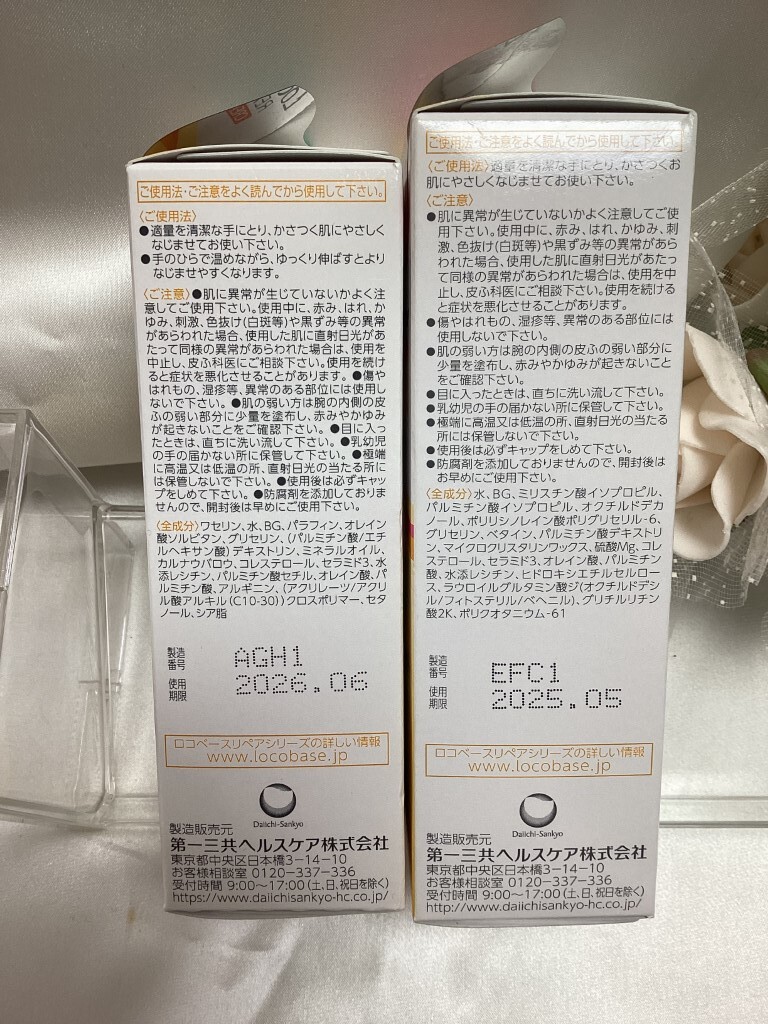 ご使用法・ご注意をよく読んでから使用して下さい。
〈ご使用法〉
●適量を清潔な手にとり、かさつく肌にやさしく
なじませてお使い下さい。
●手のひらで温めながら、ゆっくり伸ばすとより
なじませやすくなります。
〈ご注意〉●肌に異常が生じていないかよく注
意してご使用下さい。使用中に、赤み、はれ、か
ゆみ、刺激、色抜け(白斑等)や黒ずみ等の異常
があらわれた場合、使用した肌に直射日光があ
たって同様の異常があらわれた場合は、使用を
中止し、皮ふ科医にご相談下さい。使用を続け
ると症状を悪化させることがあります。●傷や
はれもの、湿疹等、異常のある部位には使用し
ないで下さい。●肌の弱い方は腕の内側の皮
ふの弱い部分に少量を塗布し、赤みやかゆみ
が起きないことをご確認下さい。●目に入っ
たときは、直ちに洗い流して下さい。●乳幼児
の手の届かない所に保管して下さい。●極端
に高温又は低温の所、直射日光の当たる所に
は保管しないで下さい。●使用後は必ずキャッ
プをしめて下さい。●防腐剤を添加しておりま
せんので、開封後は早めにご使用下さい。
〈全成分〉ワセリン、水、BG、パラフィン、オレイン
酸ソルビタン、グリセリン、(パルミチン酸/エチ
ルヘキサン酸)デキストリン、ミネラルオイル、
カルナウバロウ、コレステロール、セラミド3、水
添レシチン、パルミチン酸セチル、オレイン酸、パ
ルミチン酸、アルギニン、(アクリレーツ/アクリ
ル酸アルキル(C10-30))クロスポリマー、セタ
ノール、シア脂
製造
番号 AGH1
使用
期限 2026.06
ロコベースリペアシリーズの詳しい情報
www.locobase.jp
Daiichi-Sankyo
製造販売元
第一三共ヘルスケア株式会社
東京都中央区日本橋3-14-10
お客様相談室 0120-337-336
受付時間 9:00〜17:00(土、日、祝日を除く)
https://www.daiichisankyo-hc.co.jp/
ご使用法・ご注意をよく読んでから使用して下さい。
〈ご使用法〉適量を清潔な手にとり、かさつくお
肌にやさしくなじませてお使い下さい。
〈ご注意〉
●肌に異常が生じていないかよく注意してご使
用下さい。使用中に、赤み、はれ、かゆみ、刺
激、色抜け(白斑等)や黒ずみ等の異常があら
われた場合、使用した肌に直射日光があたっ
て同様の異常があらわれた場合は、使用を中
止し、皮ふ科医にご相談下さい。使用を続ける
と症状を悪化させることがあります。
●傷やはれもの、湿疹等、異常のある部位には
使用しないで下さい。
●肌の弱い方は腕の内側の皮ふの弱い部分に
少量を塗布し、赤みやかゆみが起きないこと
をご確認下さい。
●目に入ったときは、直ちに洗い流して下さい。
●乳幼児の手の届かない所に保管して下さい。
●極端に高温又は低温の所、直射日光の当たる
所には保管しないで下さい。
●使用後は必ずキャップをしめて下さい。
●防腐剤を添加しておりませんので、開封後は
お早めにご使用下さい。
〈全成分〉水、BG、ミリスチン酸イソプロピル、
パルミチン酸イソプロピル、オクチルドデカ
ノール、ポリリシノレイン酸ポリグリセリル-6、
グリセリン、ベタイン、パルミチン酸デキストリ
ン、マイクロクリスタリンワックス、硫酸Mg、コレ
ステロール、セラミド3、オレイン酸、パルミチン
酸、水添レシチン、ヒドロキシエチルセルロー
ス、ラウロイルグルタミン酸ジ(オクチルドデシ
ル/フィトステリル/ベヘニル)、グリチルリチン
酸2K、ポリクオタニウム-61
製造
番号 EFC1
使用
期限 2025.05
ロコベースリペアシリーズの詳しい情報
www.locobase.jp
Daiichi-Sankyo
製造販売元
第一三共ヘルスケア株式会社
東京都中央区日本橋3-14-10
お客様相談室 0120-337-336
受付時間 9:00〜17:00(土、日、祝日を除く)
http://www.daiichisankyo-hc.co.jp/